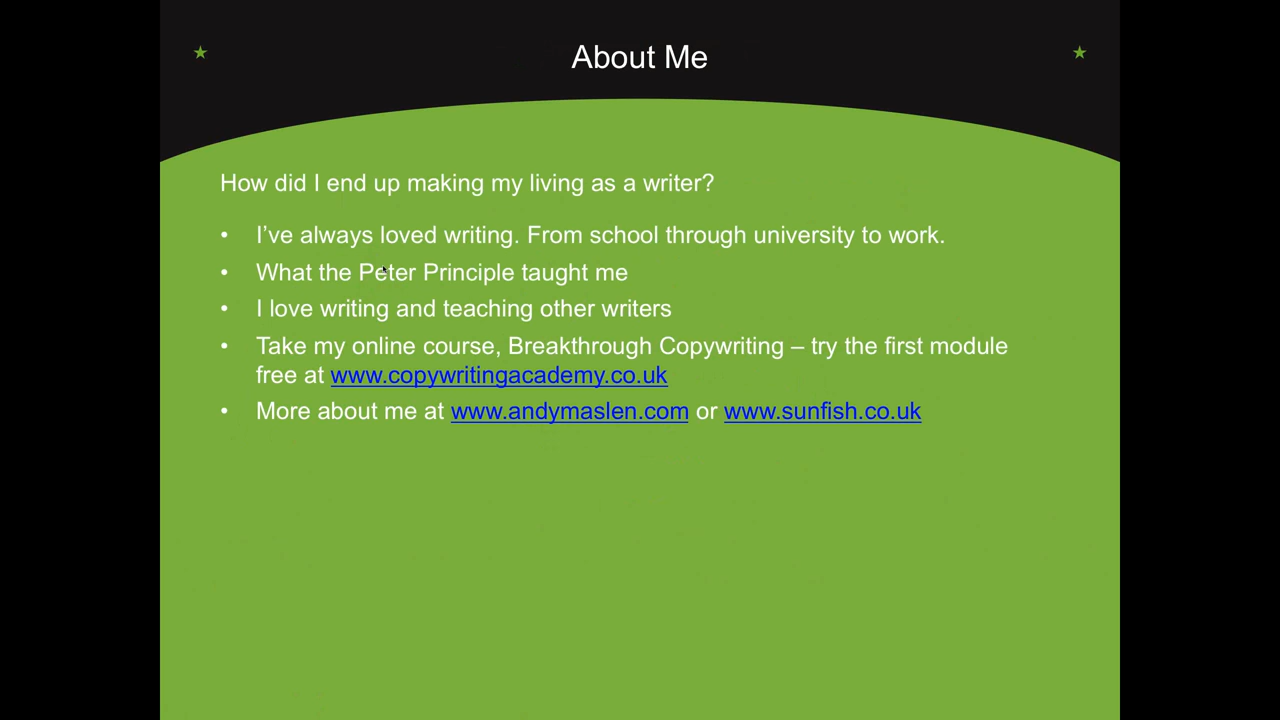 About Me
How did I end up making my living as a writer?
• I’ve always loved writing. From school through university to work.
• What the Peter Principle taught me
• I love writing and teaching other writers
• Take my online course, Breakthrough Copywriting – try the first module
free at www.copywritingacademy.co.uk
• More about me at www.andymaslen.com or www.sunfish.co.uk